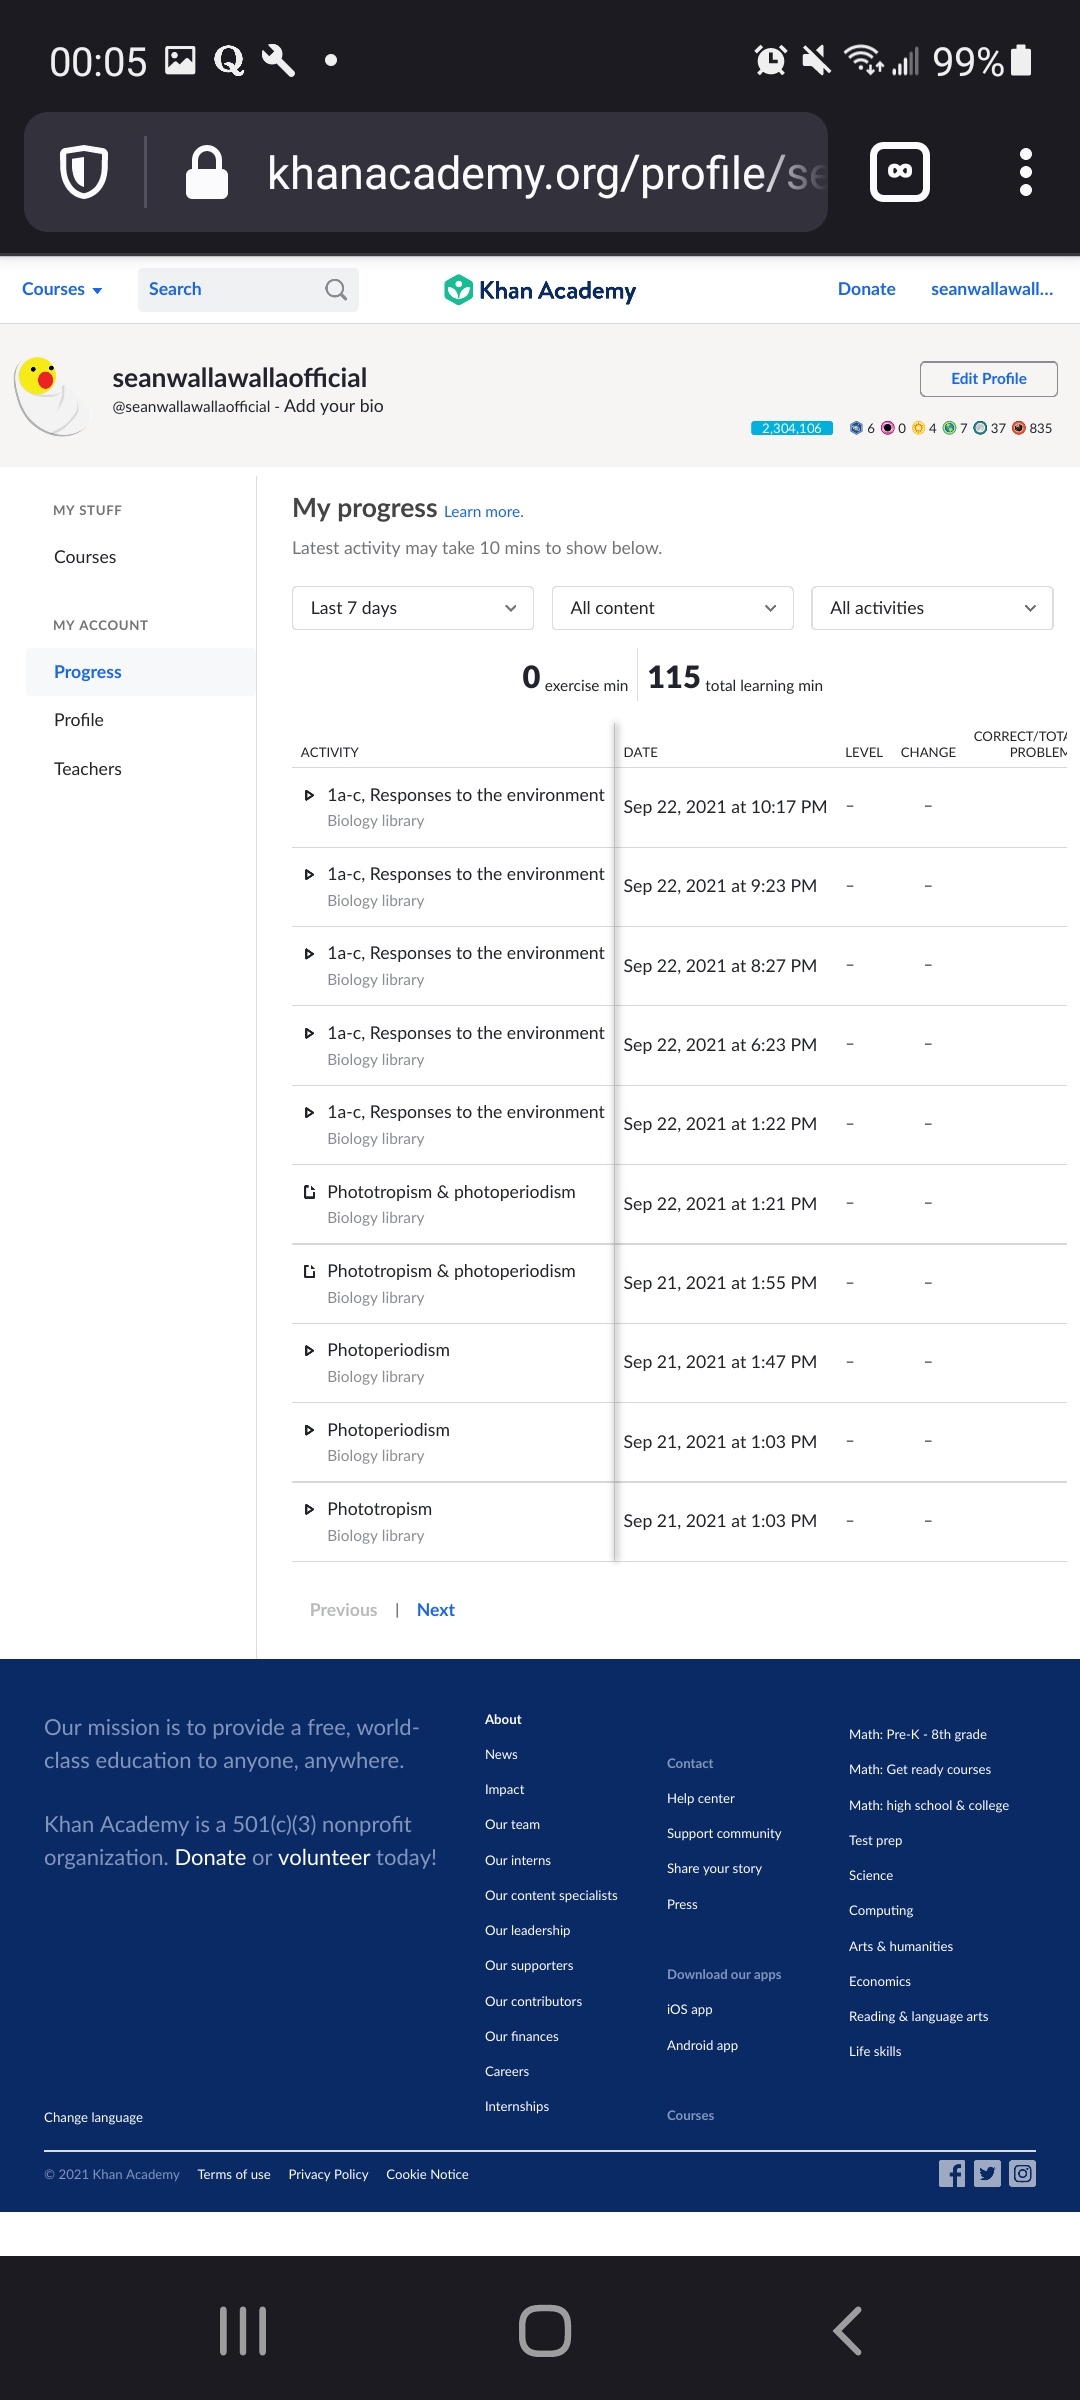 00:05
99%
khanacademy.org/profile/se
Courses
Search
Khan Academy
Donate
seanwallawall...
seanwallawallaofficial
@seanwallawallaofficial - Add your bio
Edit Profile
2,304,106 6 0 4 7 37 835
MY STUFF
Courses
MY ACCOUNT
Progress
Profile
Teachers
My progress Learn more.
Latest activity may take 10 mins to show below.
Last 7 days
All content
All activities
0 exercise min
115 total learning min
ACTIVITY DATE LEVEL CHANGE CORRECT/TOTA
PROBLEM
1a-c, Responses to the environment
Biology library
Sep 22, 2021 at 10:17 PM – –
1a-c, Responses to the environment
Biology library
Sep 22, 2021 at 9:23 PM – –
1a-c, Responses to the environment
Biology library
Sep 22, 2021 at 8:27 PM – –
1a-c, Responses to the environment
Biology library
Sep 22, 2021 at 6:23 PM – –
1a-c, Responses to the environment
Biology library
Sep 22, 2021 at 1:22 PM – –
Phototropism & photoperiodism
Biology library
Sep 22, 2021 at 1:21 PM – –
Phototropism & photoperiodism
Biology library
Sep 21, 2021 at 1:55 PM – –
Photoperiodism
Biology library
Sep 21, 2021 at 1:47 PM – –
Photoperiodism
Biology library
Sep 21, 2021 at 1:03 PM – –
Phototropism
Biology library
Sep 21, 2021 at 1:03 PM – –
Previous | Next
Our mission is to provide a free, world-
class education to anyone, anywhere.
Khan Academy is a 501(c)(3) nonprofit
organization. Donate or volunteer today!
About
News
Impact
Our team
Our interns
Our content specialists
Our leadership
Our supporters
Our contributors
Our finances
Careers
Internships
Contact
Help center
Support community
Share your story
Press
Download our apps
iOS app
Android app
Courses
Math: Pre-K - 8th grade
Math: Get ready courses
Math: high school & college
Test prep
Science
Computing
Arts & humanities
Economics
Reading & language arts
Life skills
Change language
© 2021 Khan Academy Terms of use Privacy Policy Cookie Notice